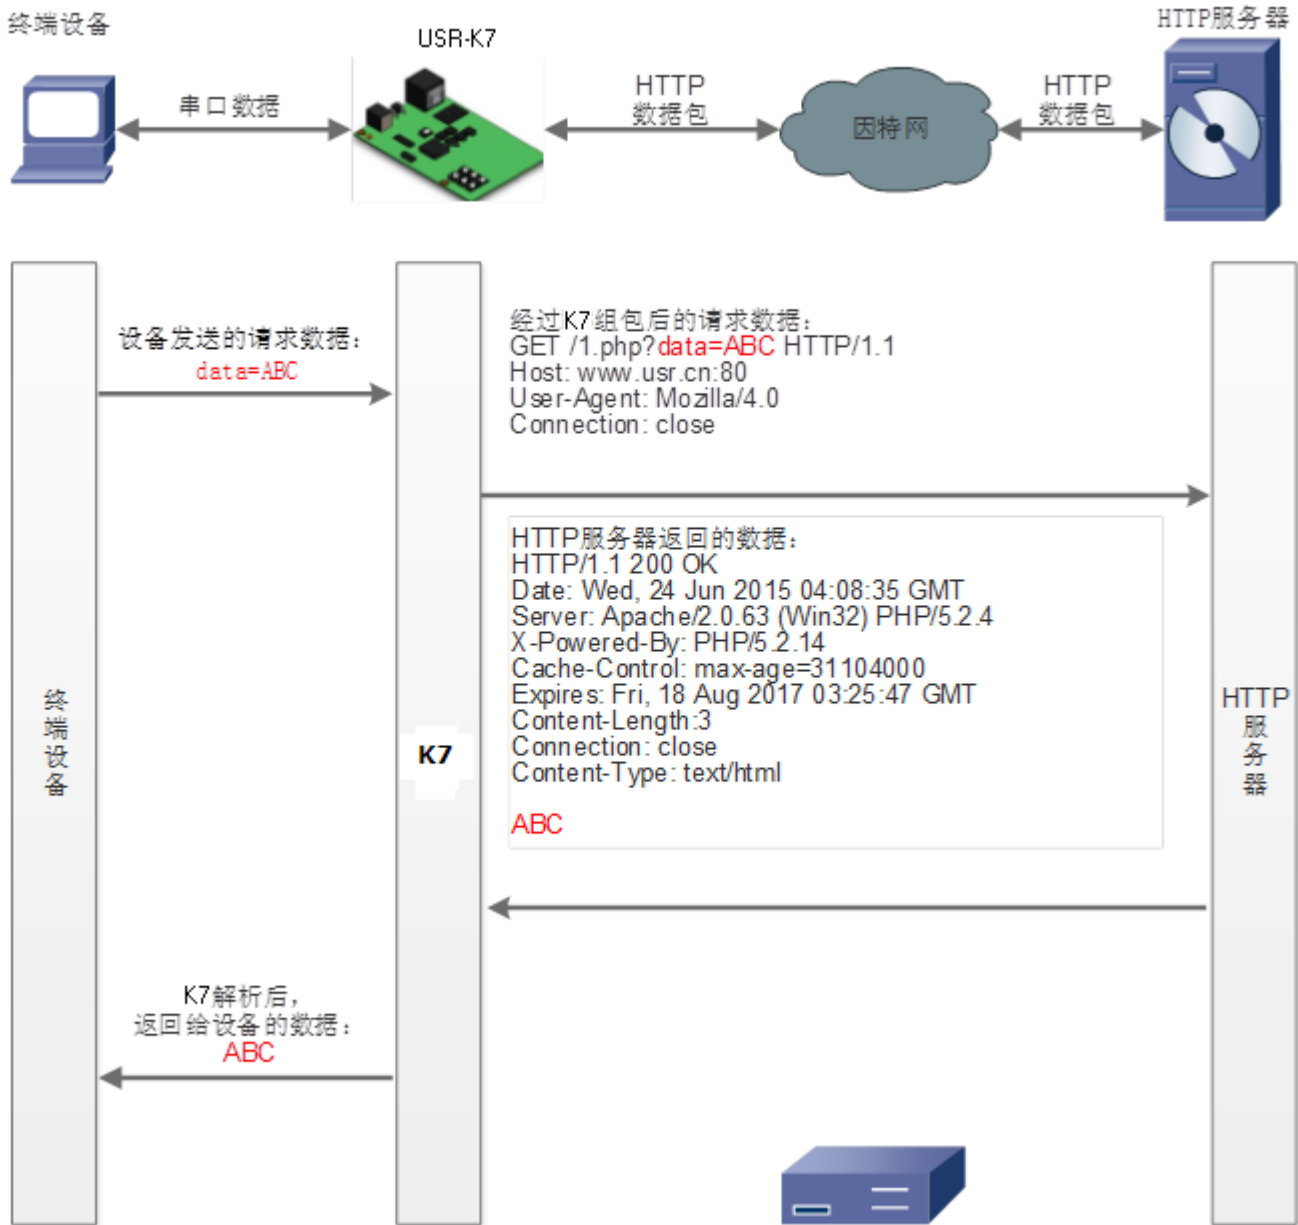 终端设备
USR-K7
HTTP服务器
串口数据
HTTP
数据包
因特网
HTTP
数据包
设备发送的请求数据：
data=ABC
经过K7组包后的请求数据：
GET /1.php?data=ABC HTTP/1.1
Host: www.usr.cn:80
User-Agent: Mozilla/4.0
Connection: close
HTTP服务器返回的数据：
HTTP/1.1 200 OK
Date: Wed, 24 Jun 2015 04:08:35 GMT
Server: Apache/2.0.63 (Win32) PHP/5.2.4
X-Powered-By: PHP/5.2.14
Cache-Control: max-age=31104000
Expires: Fri, 18 Aug 2017 03:25:47 GMT
Content-Length:3
Connection: close
Content-Type: text/html
ABC
终
端
设
备
K7
HTTP
服
务
器
K7解析后，
返回给设备的数据：
ABC